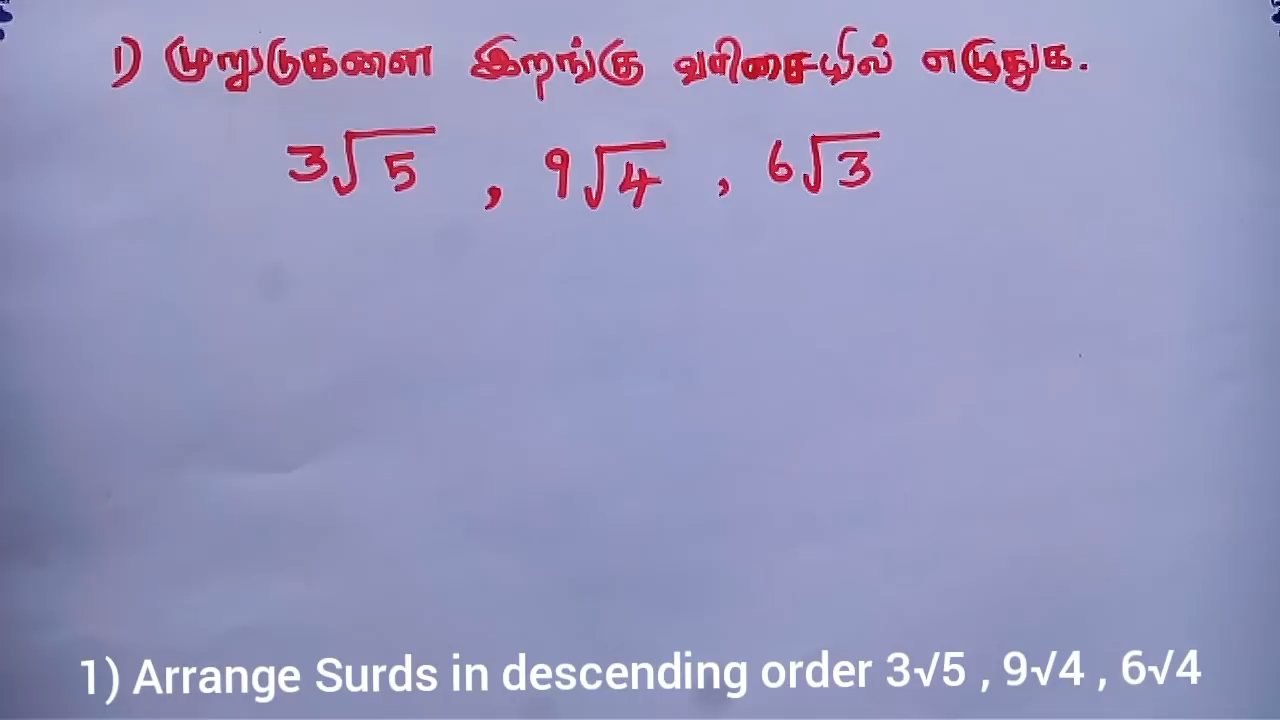 1) முறுடுகளை இறங்கு வரிசையில் எழுதுக.
3√5 , 9√4 , 6√3
1) Arrange Surds in descending order 3√5 , 9√4 , 6√4